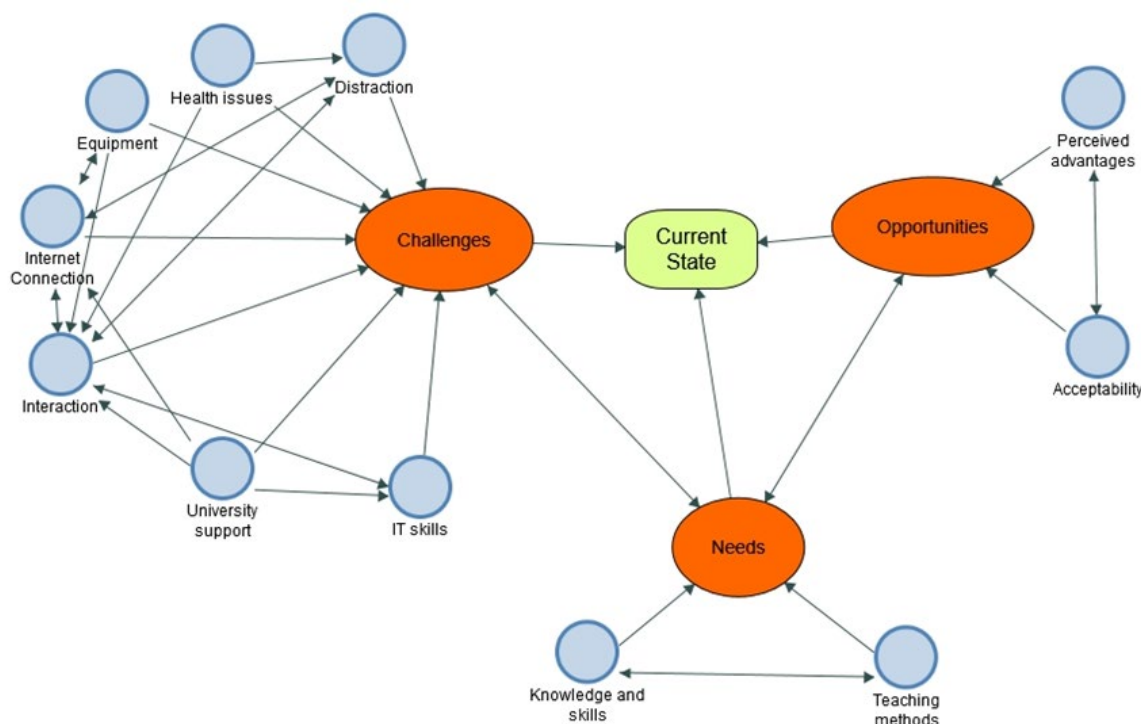 Health issues
Distraction
Equipment
Internet
Connection
Interaction
University
support
IT skills
Challenges
Current
State
Opportunities
Perceived
advantages
Acceptability
Needs
Knowledge and
skills
Teaching
methods